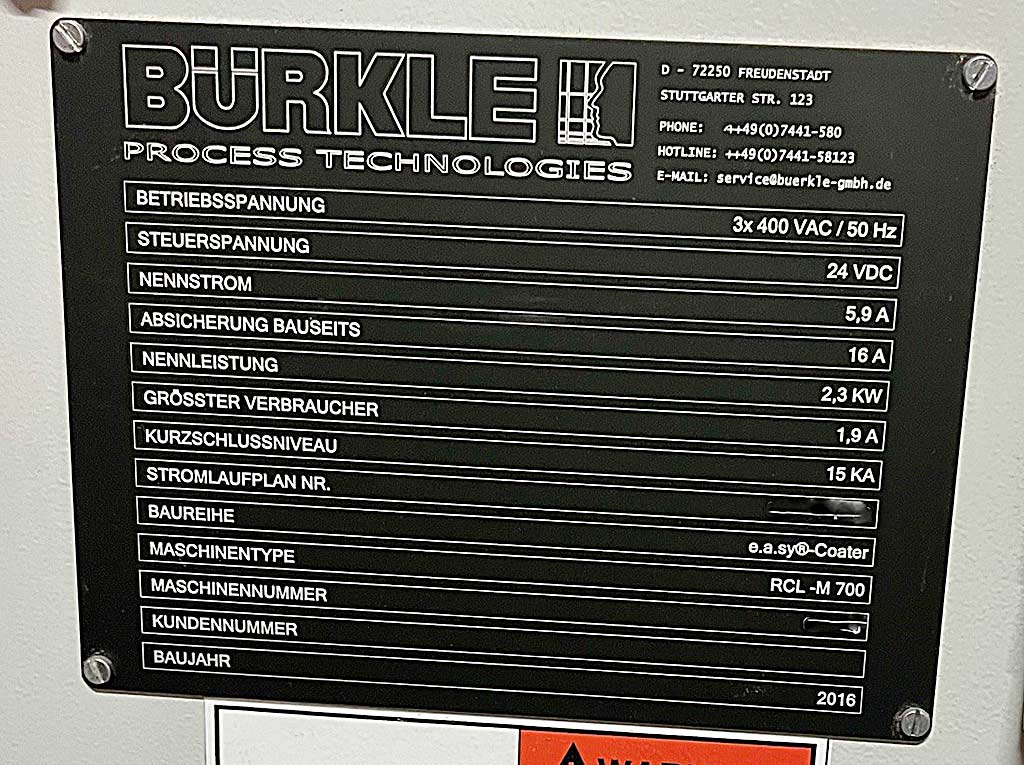 BÜRKLE
PROCESS TECHNOLOGIES
D - 72250 FREUDENSTADT
STUTTGARTER STR. 123
PHONE: ++49(0)7441-580
HOTLINE: ++49(0)7441-58123
E-MAIL: service@buerkle-gmbh.de
BETRIEBSSPANNUNG 3x 400 VAC / 50 Hz
STEUERSPANNUNG 24 VDC
NENNSTROM 5,9 A
ABSICHERUNG BAUSEITS 16 A
NENNLEISTUNG 2,3 KW
GRÖSSTER VERBRAUCHER 1,9 A
KURZSCHLUSSNIVEAU 15 KA
STROMLAUFPLAN NR.
BAUREIHE e.a.sy®-Coater
MASCHINENTYPE RCL -M 700
MASCHINENNUMMER
KUNDENNUMMER
BAUJAHR 2016